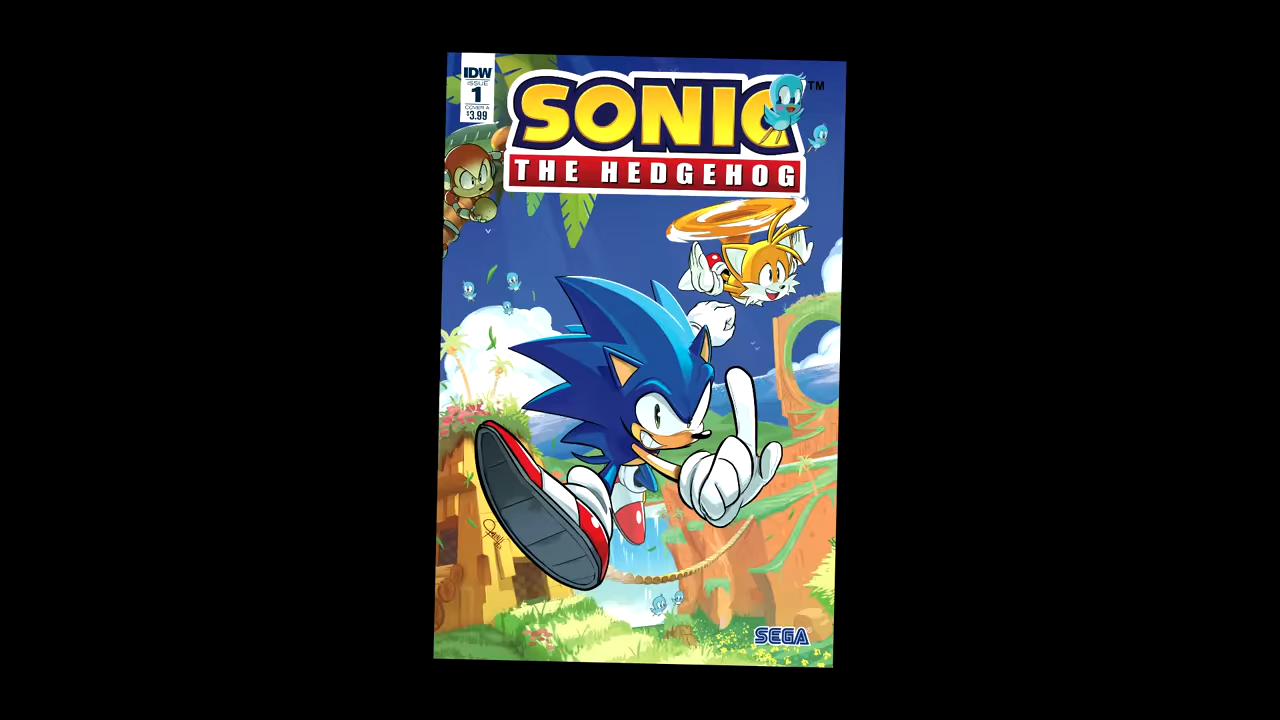 IDW
ISSUE
1
COVER A
$3.99
SONIC
TM
THE HEDGEHOG
SEGA